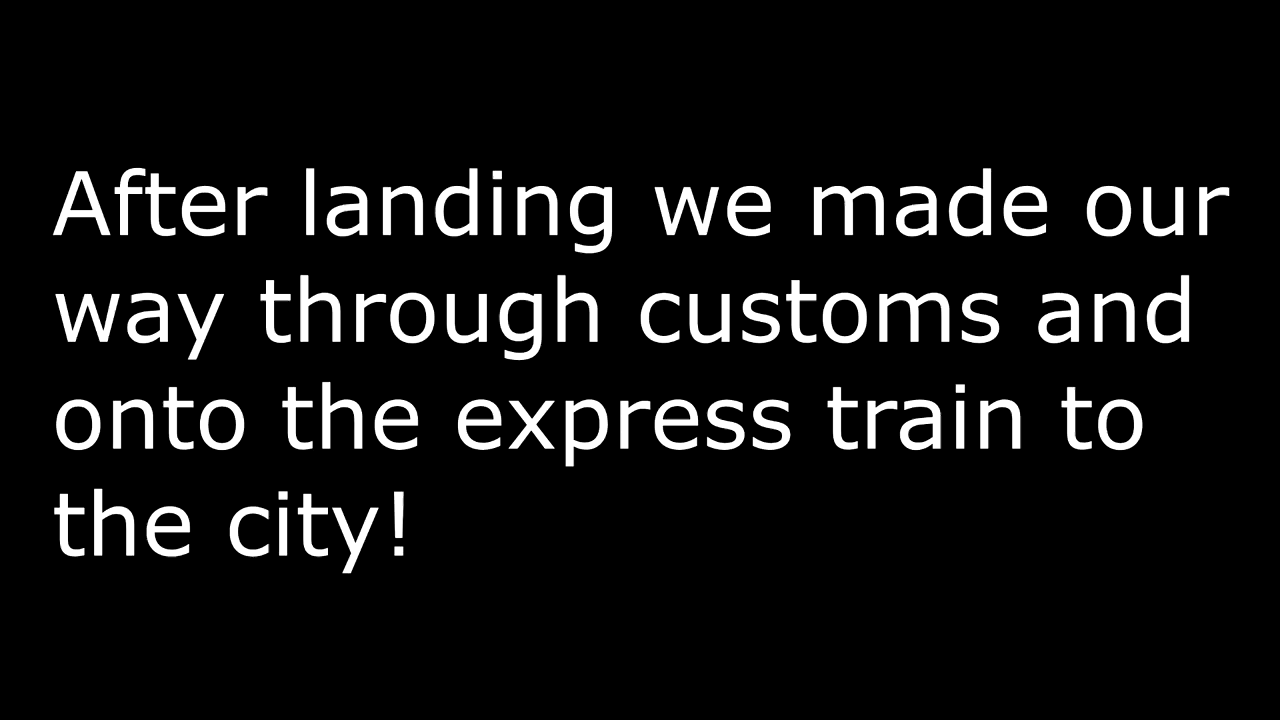 After landing we made our
way through customs and
onto the express train to
the city!